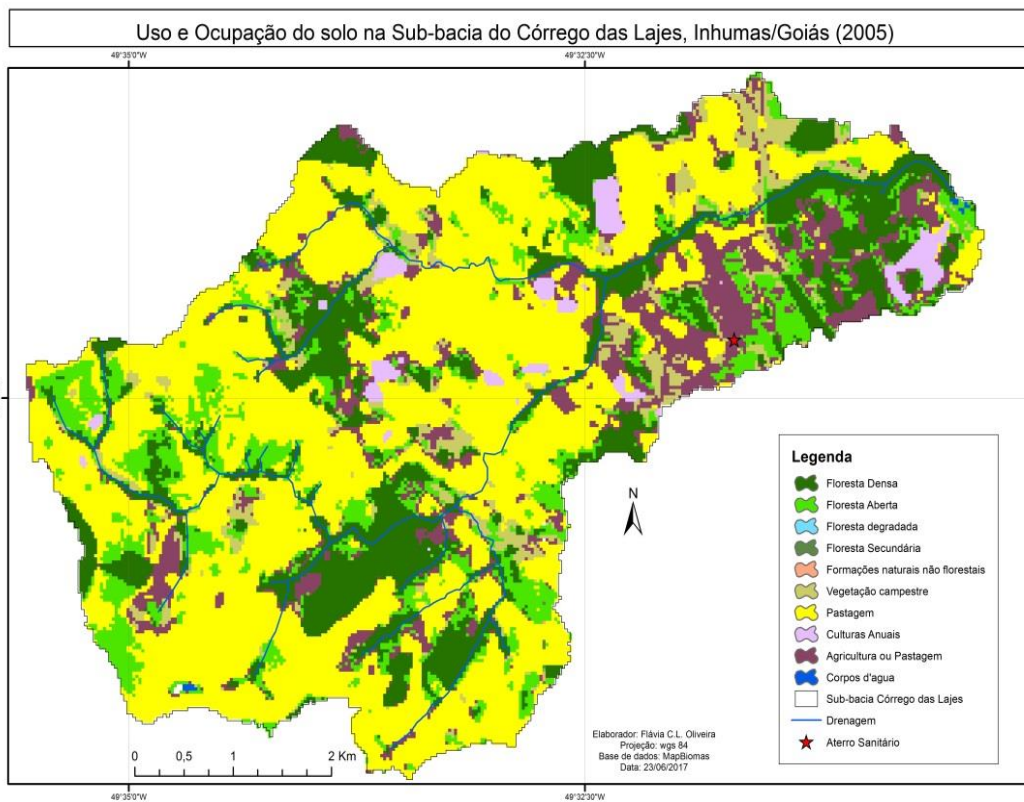 Uso e Ocupação do solo na Sub-bacia do Córrego das Lajes, Inhumas/Goiás (2005)
49°35'0"W
49°32'30"W
N
Legenda
Floresta Densa
Floresta Aberta
Floresta degradada
Floresta Secundária
Formações naturais não florestais
Vegetação campestre
Pastagem
Culturas Anuais
Agricultura ou Pastagem
Corpos d'agua
Sub-bacia Córrego das Lajes
Drenagem
Aterro Sanitário
Elaborador: Flávia C.L. Oliveira
Projeção: wgs 84
Base de dados: MapBiomas
Data: 23/06/2017
0 0,5 1 2 Km
49°35'0"W
49°32'30"W